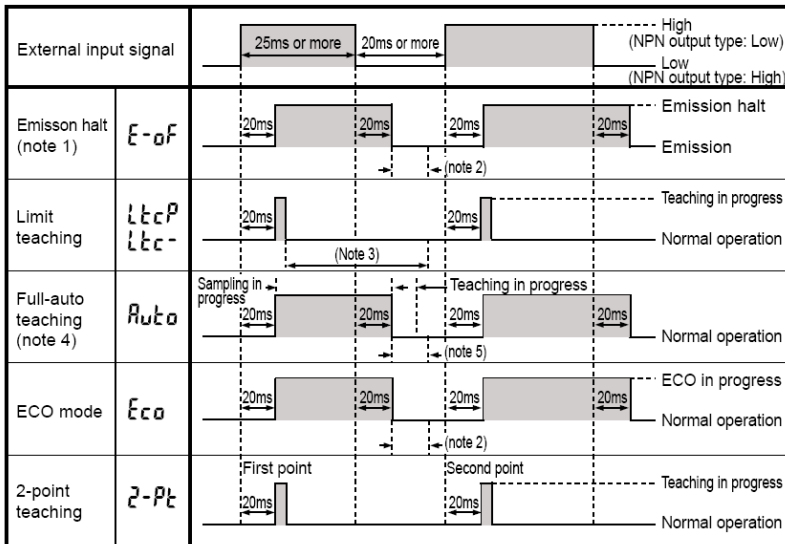 External input signal
25ms or more
20ms or more
High
(NPN output type: Low)
Low
(NPN output type: High)
Emisson halt
(note 1)
E-oF
20ms
20ms
20ms
20ms
Emission halt
Emission
(note 2)
Limit
teaching
LtcP
Ltc-
20ms
20ms
Teaching in progress
Normal operation
(Note 3)
Full-auto
teaching
(note 4)
Auto
Sampling in
progress
Teaching in progress
20ms
20ms
20ms
20ms
Normal operation
(note 5)
ECO mode
Eco
20ms
20ms
20ms
20ms
ECO in progress
Normal operation
(note 2)
2-point
teaching
2-Pt
First point
Second point
20ms
20ms
Teaching in progress
Normal operation